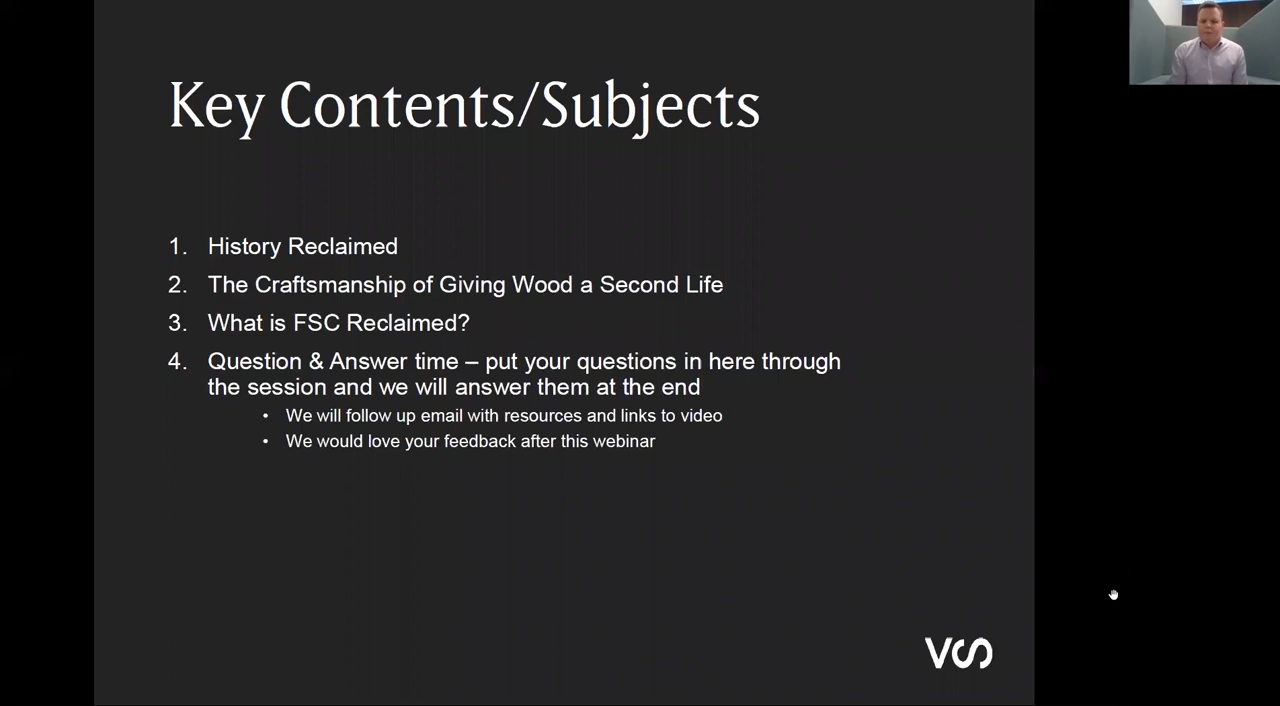 Key Contents/Subjects
1. History Reclaimed
2. The Craftsmanship of Giving Wood a Second Life
3. What is FSC Reclaimed?
4. Question & Answer time – put your questions in here through
the session and we will answer them at the end
• We will follow up email with resources and links to video
• We would love your feedback after this webinar
VCS